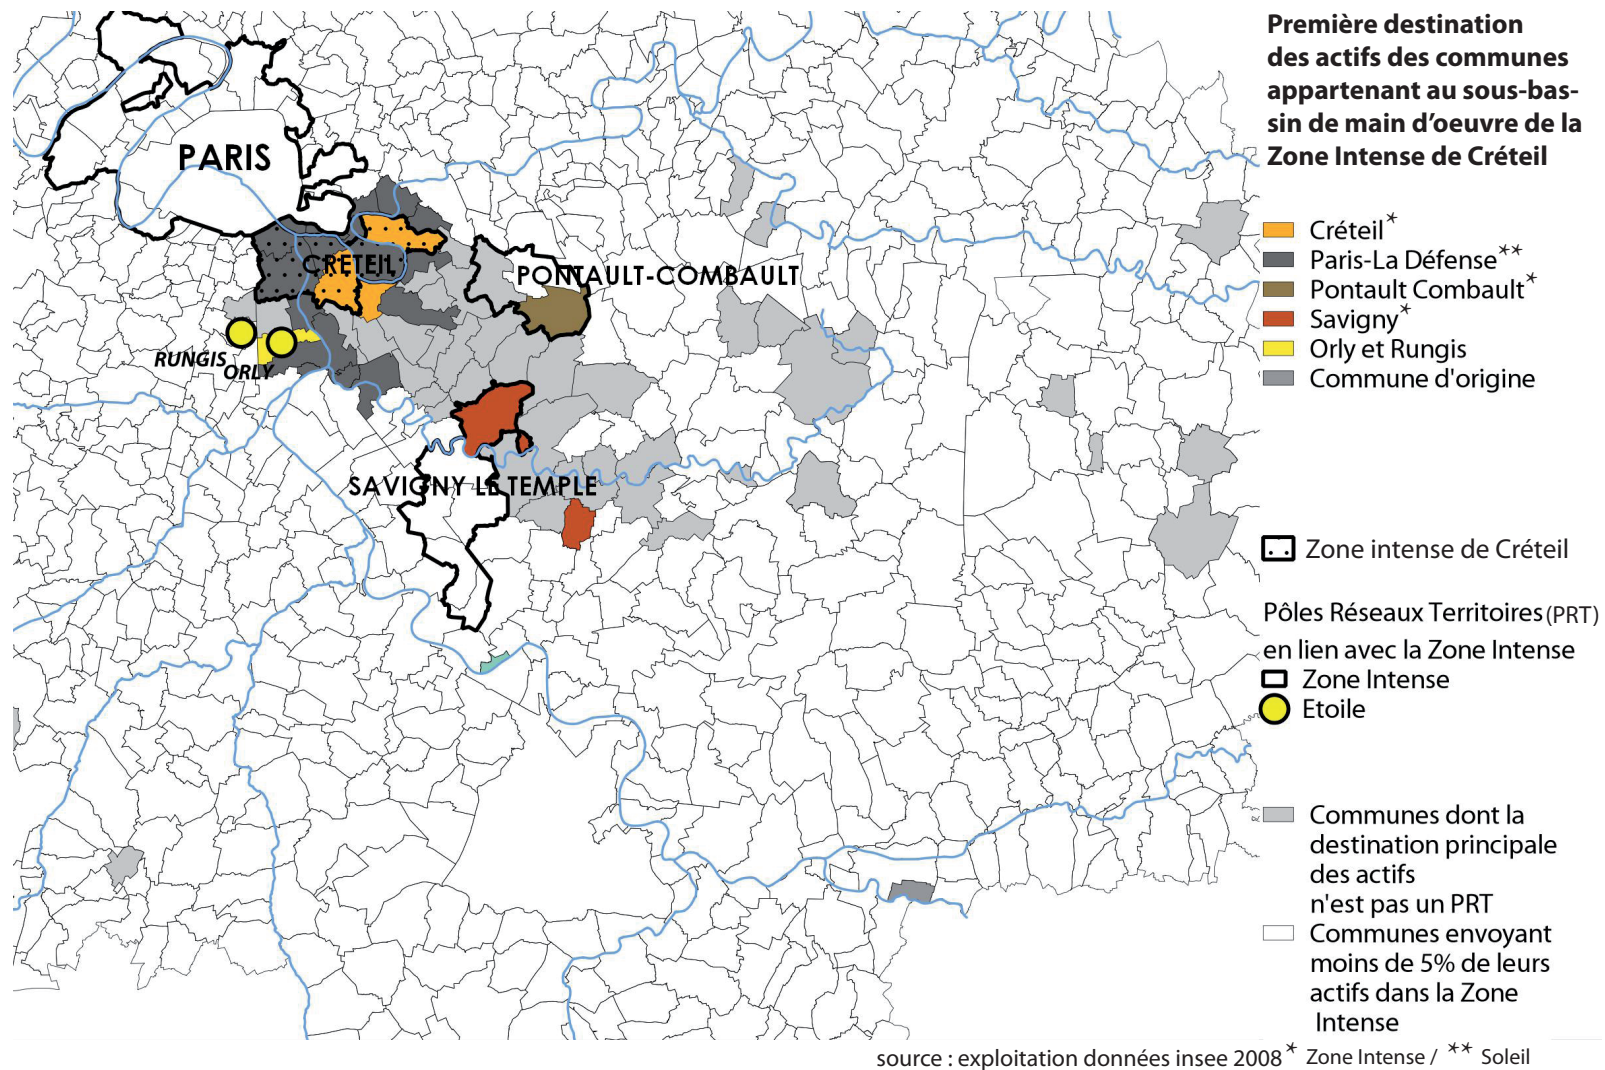 Première destination
des actifs des communes
appartenant au sous-bas-
sin de main d'oeuvre de la
Zone Intense de Créteil
PARIS
CRÉTEIL
PONTAULT-COMBAULT
RUNGIS
ORLY
SAVIGNY LE TEMPLE
Créteil*
Paris-La Défense**
Pontault Combault*
Savigny*
Orly et Rungis
Commune d'origine
Zone intense de Créteil
Pôles Réseaux Territoires (PRT)
en lien avec la Zone Intense
Zone Intense
Etoile
Communes dont la
destination principale
des actifs
n'est pas un PRT
Communes envoyant
moins de 5% de leurs
actifs dans la Zone
Intense
source : exploitation données insee 2008 * Zone Intense / ** Soleil